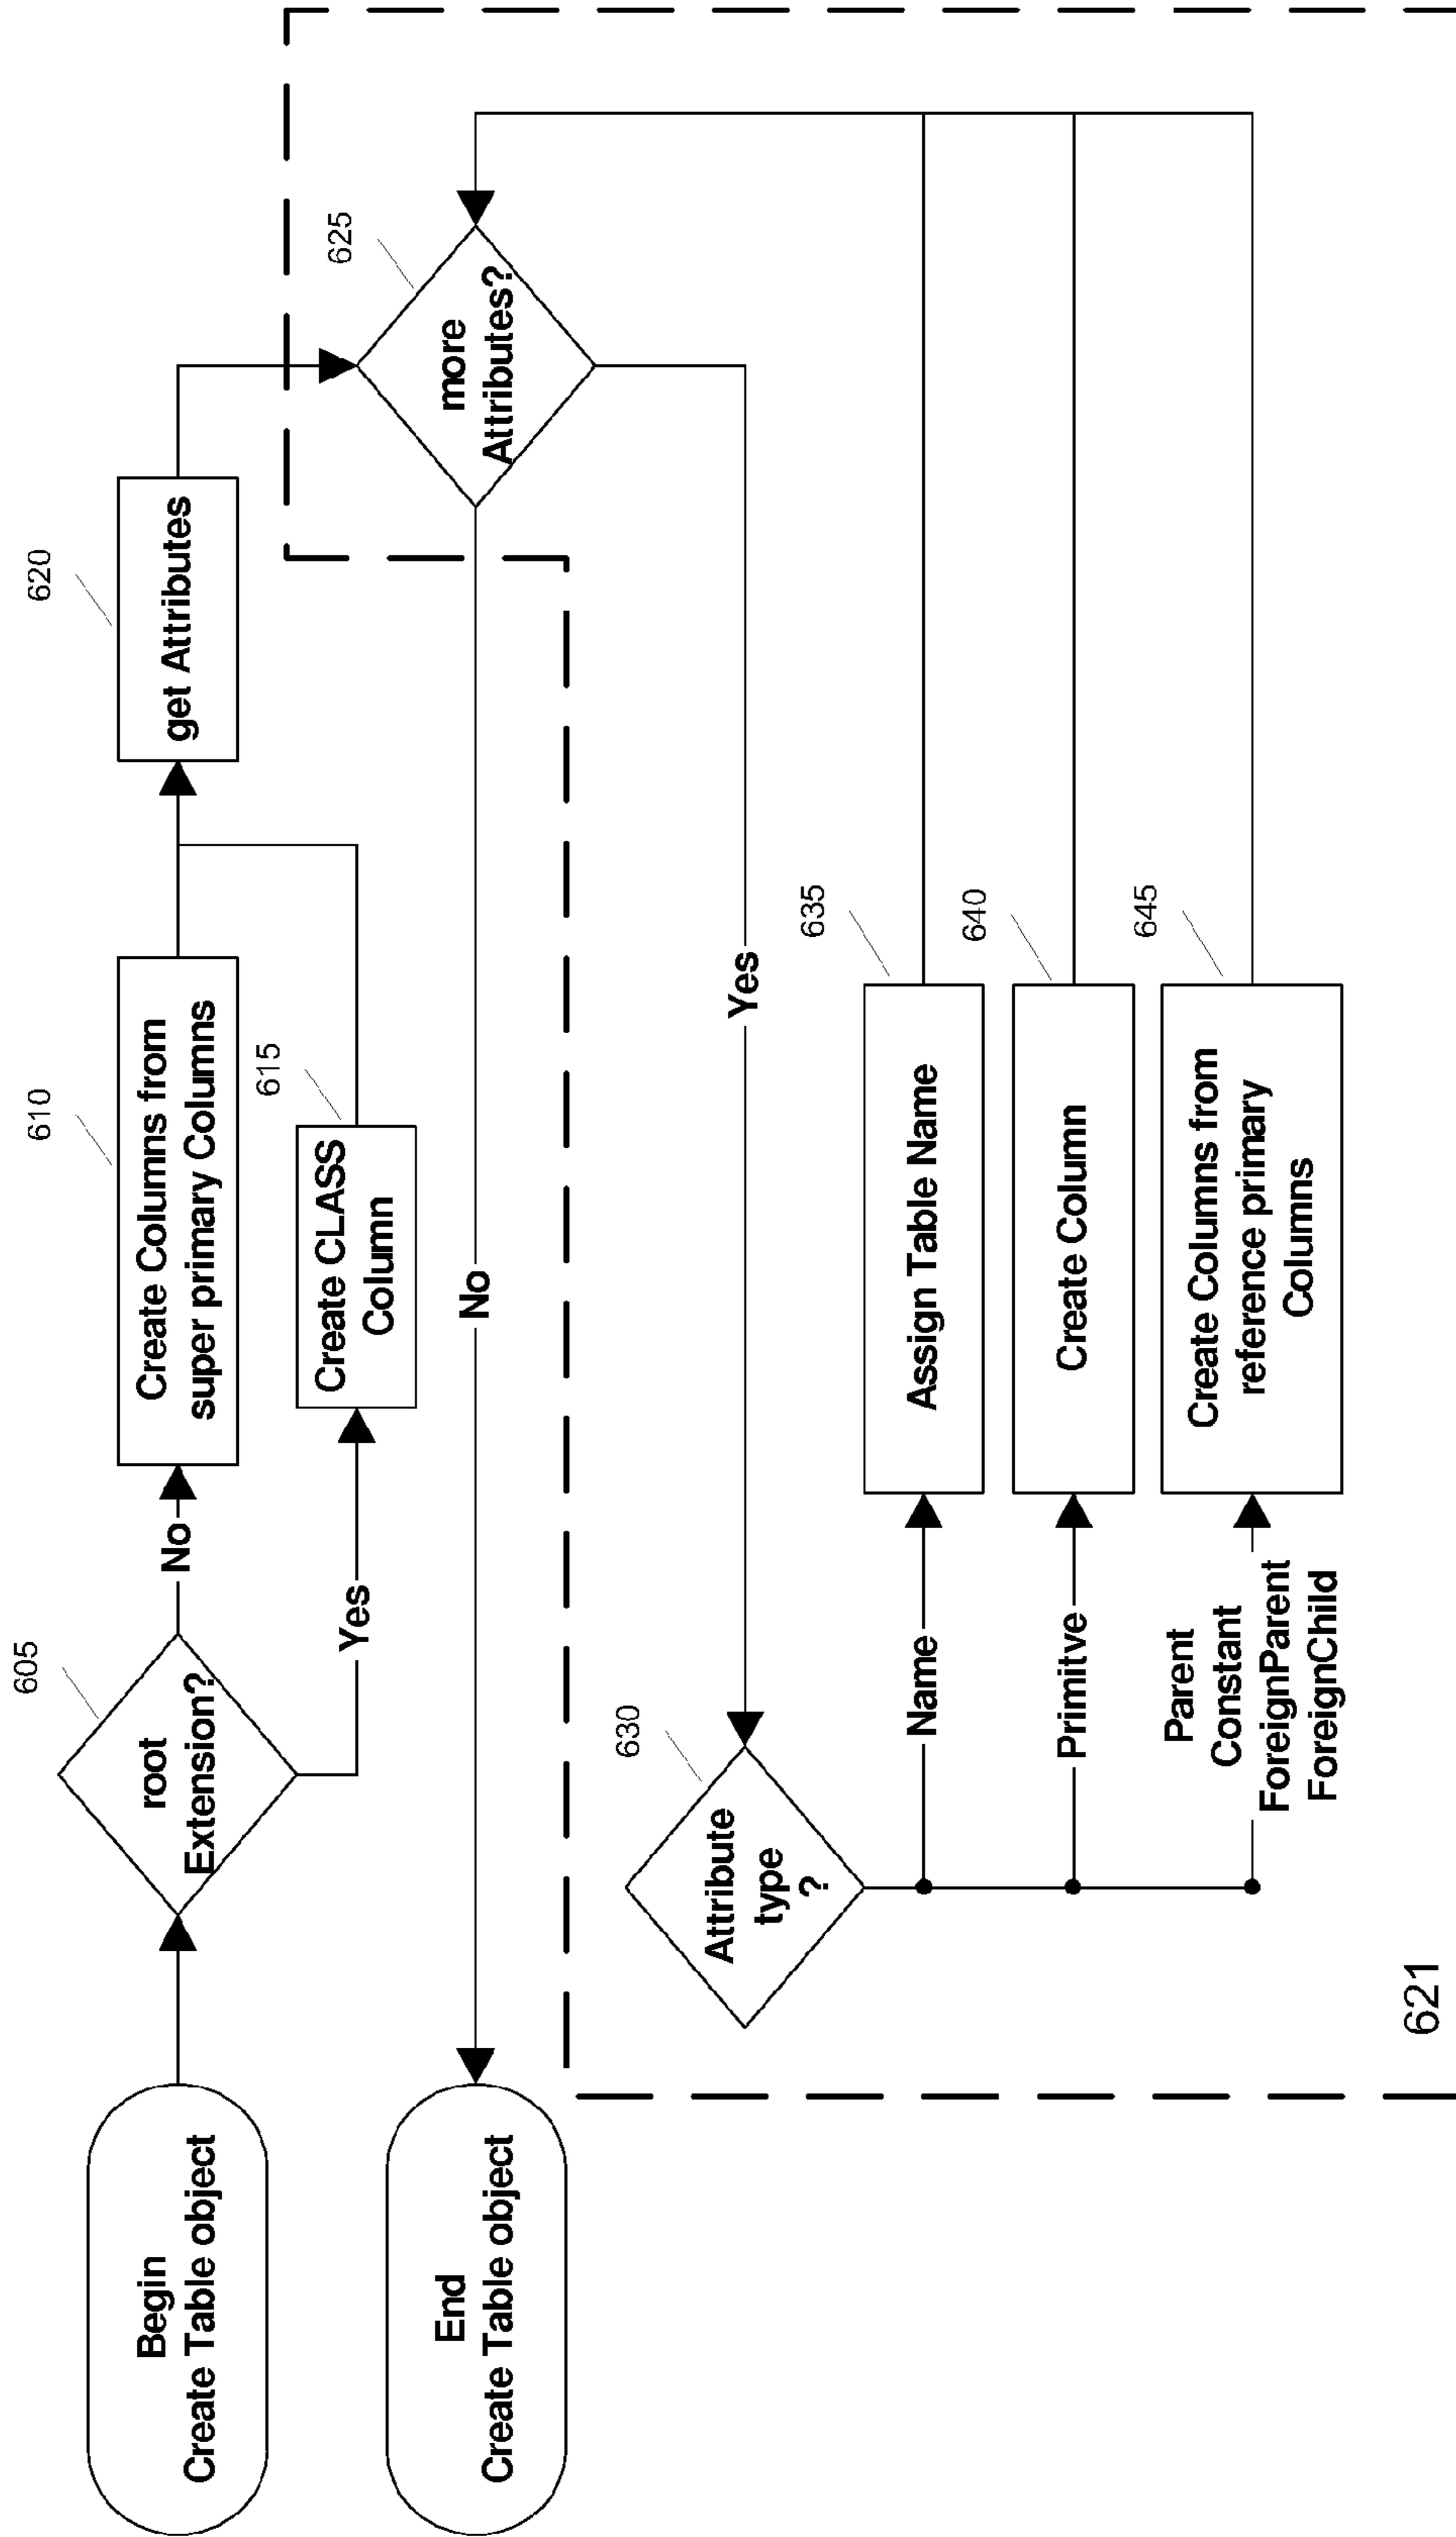 Begin
Create Table object
605
root
Extension?
No
Yes
610
Create Columns from
super primary Columns
615
Create CLASS
Column
620
get Attributes
625
more
Attributes?
No
End
Create Table object
Yes
630
Attribute
type
?
Name
635
Assign Table Name
Primitve
640
Create Column
Parent
Constant
ForeignParent
ForeignChild
645
Create Columns from
reference primary
Columns
621